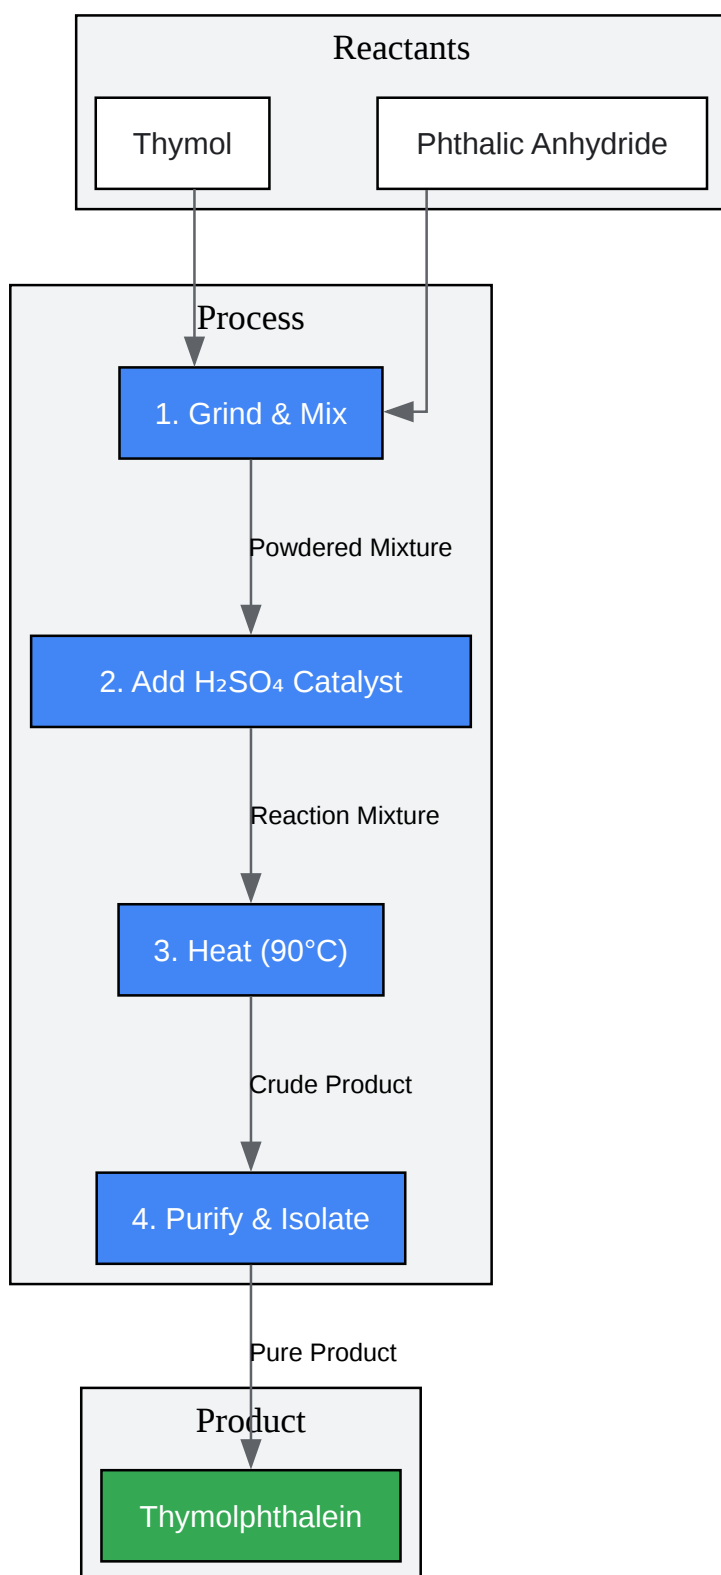 Reactants
Thymol
Phthalic Anhydride
Process
1. Grind & Mix
Powdered Mixture
2. Add H₂SO₄ Catalyst
Reaction Mixture
3. Heat (90°C)
Crude Product
4. Purify & Isolate
Pure Product
Product
Thymolphthalein